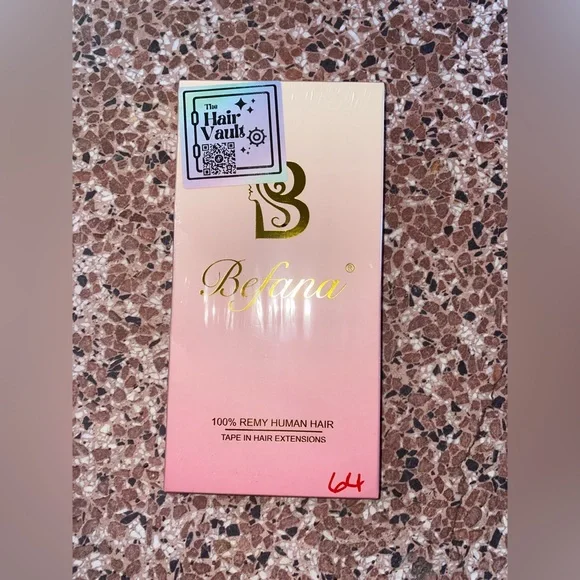 The
Hair
Vault
B
Befana®
100% REMY HUMAN HAIR
TAPE IN HAIR EXTENSIONS
64